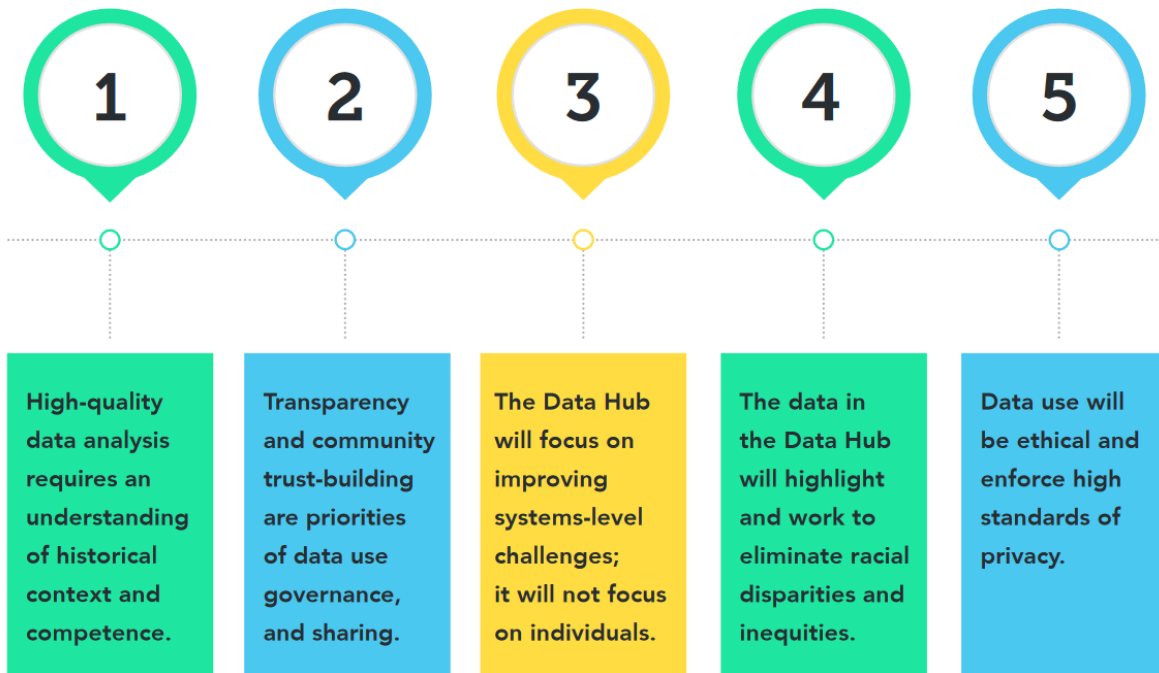 1
2
3
4
5
High-quality
data analysis
requires an
understanding
of historical
context and
competence.
Transparency
and community
trust-building
are priorities
of data use
governance,
and sharing.
The Data Hub
will focus on
improving
systems-level
challenges;
it will not focus
on individuals.
The data in
the Data Hub
will highlight
and work to
eliminate racial
disparities and
inequities.
Data use will
be ethical and
enforce high
standards of
privacy.